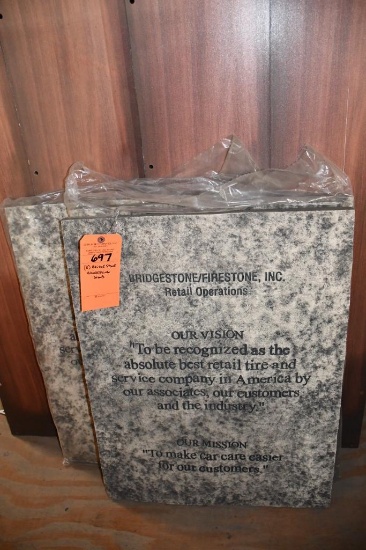 697
BRIDGESTONE/FIRESTONE, INC.
Retail Operations
OUR VISION
"To be recognized as the
absolute best retail tire and
service company in America by
our associates, our customers
and the industry."
OUR MISSION
"To make car care easier
for our customers."